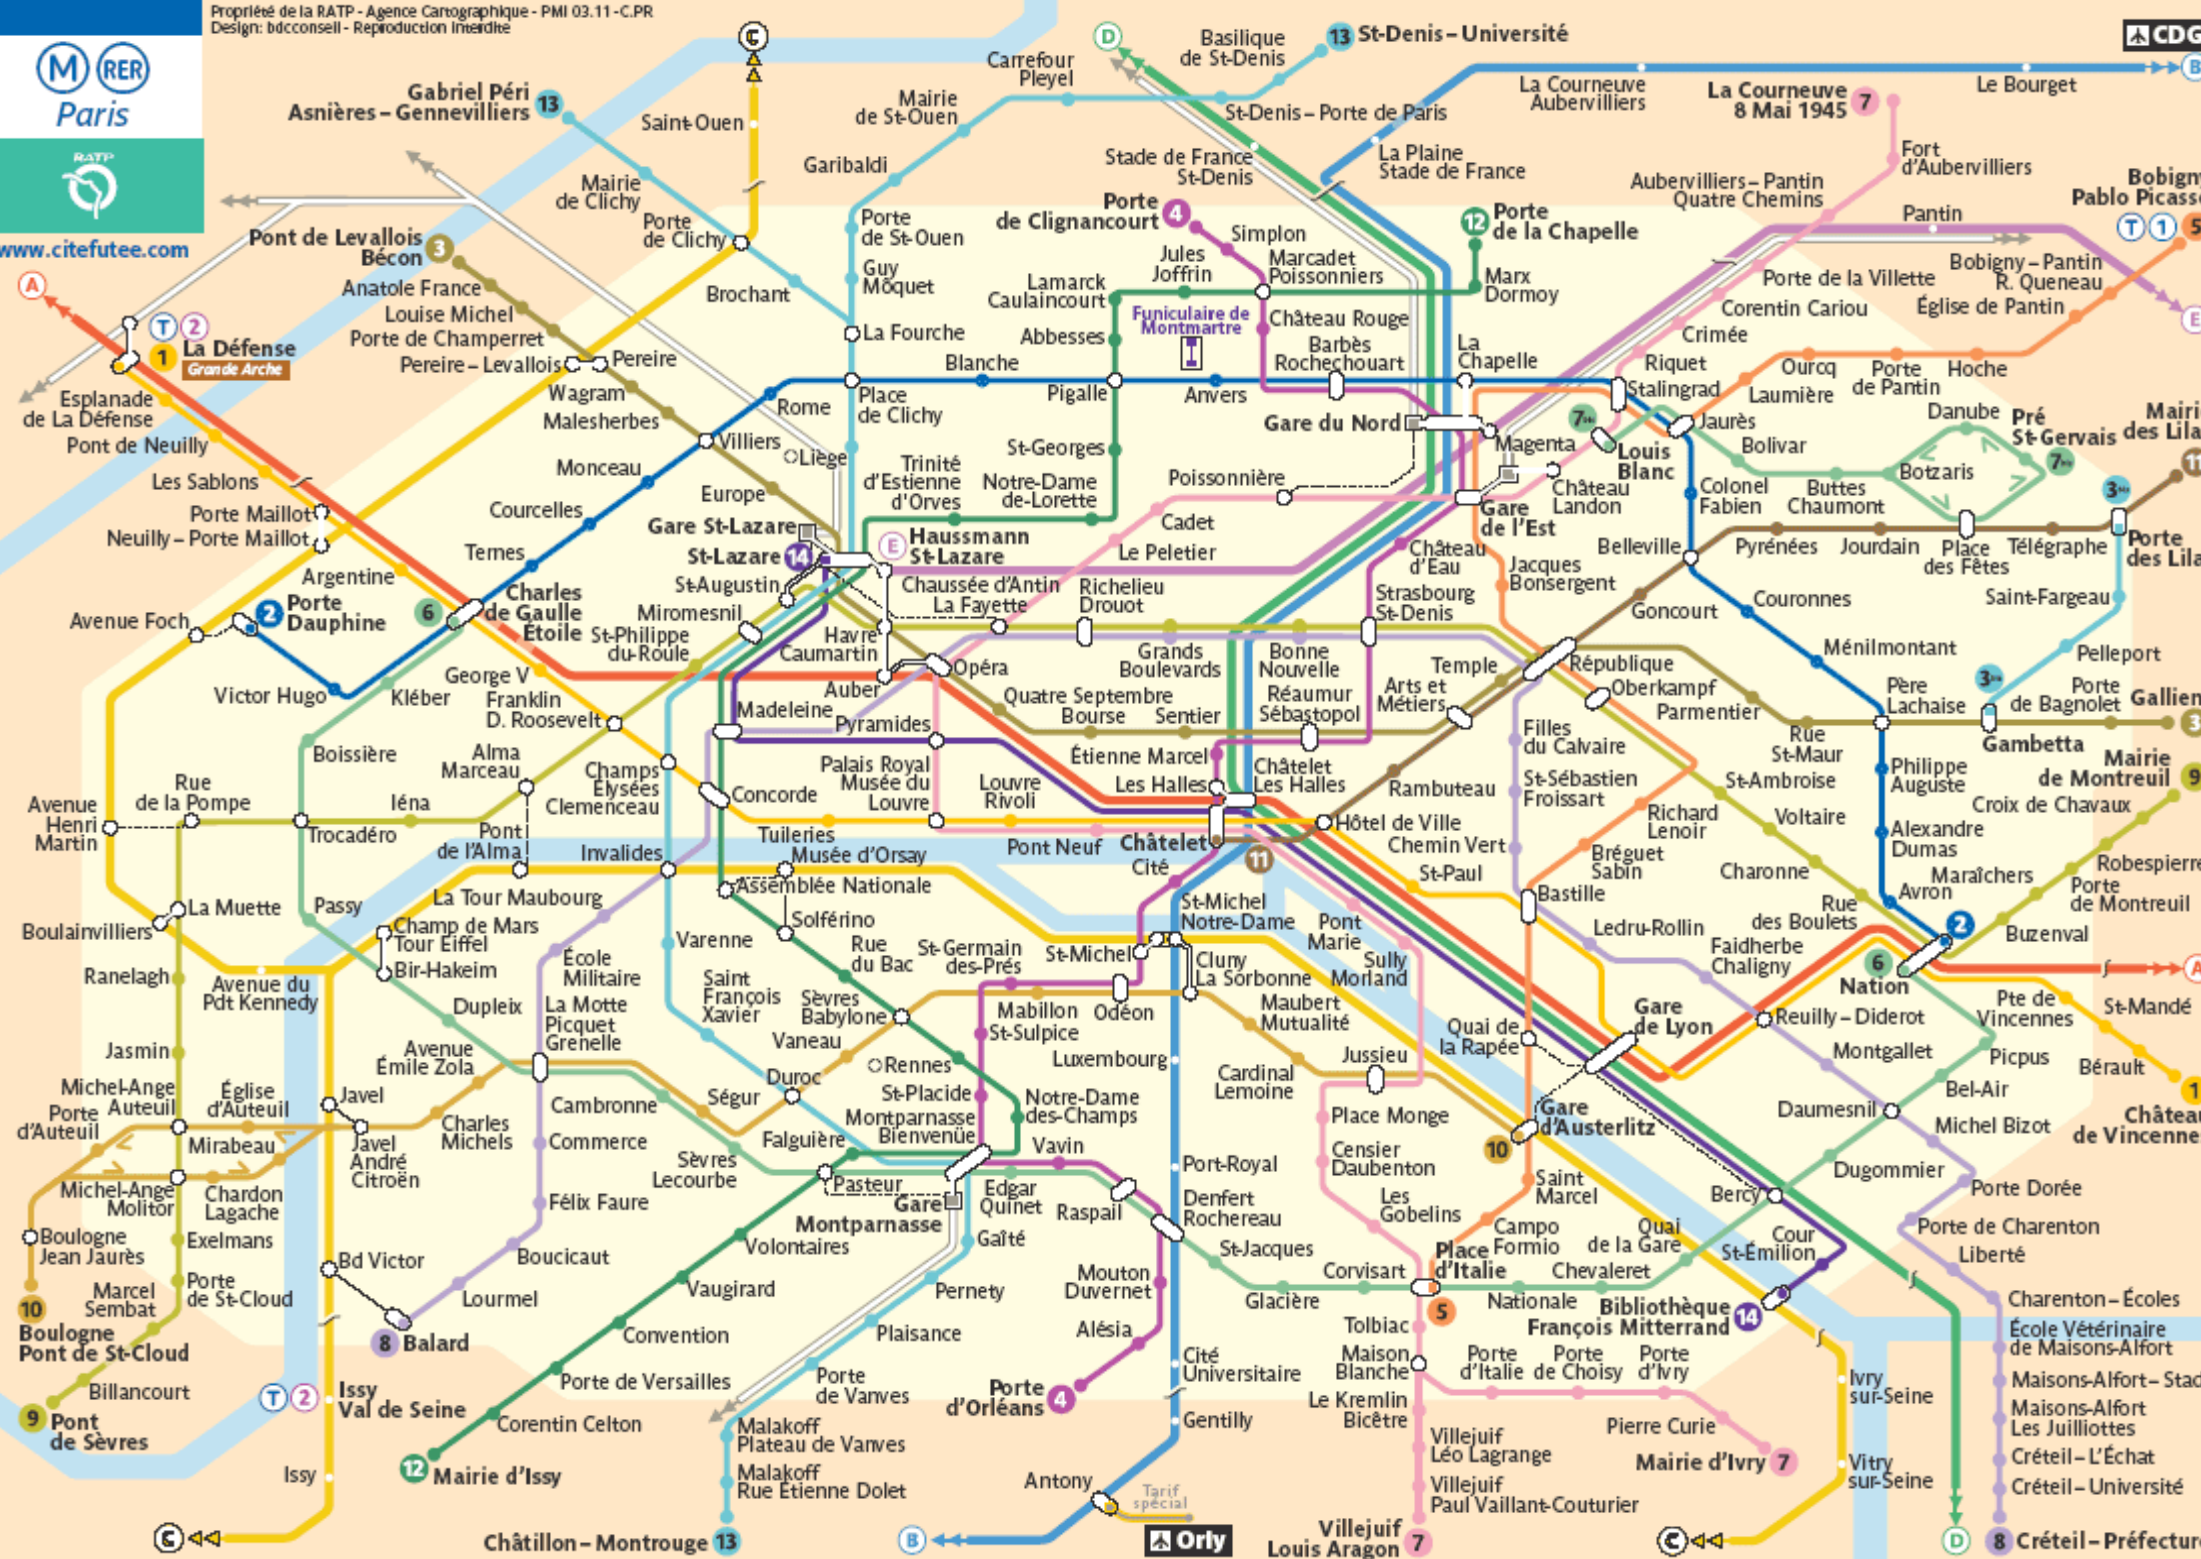 Propriété de la RATP - Agence Cartographique - PMI 03.11 - C.PR
Design: bdcconseil - Reproduction interdite
M RER
Paris
RATP
www.citefutee.com
C
D
Basilique
de St-Denis
13 St-Denis – Université
CDG
B
Carrefour
Pleyel
Gabriel Péri
Asnières – Gennevilliers 13
Saint-Ouen
Mairie
de St-Ouen
St-Denis – Porte de Paris
La Courneuve
Aubervilliers
La Courneuve
8 Mai 1945 7
Le Bourget
Garibaldi
Stade de France
St-Denis
La Plaine
Stade de France
Fort
d'Aubervilliers
Mairie
de Clichy
Porte
de Clichy
Porte
de St-Ouen
Porte
de Clignancourt 4
Simplon
12 Porte
de la Chapelle
Aubervilliers – Pantin
Quatre Chemins
Pantin
Bobigny
Pablo Picasso
T 1 5
Pont de Levallois
Bécon 3
Anatole France
Louise Michel
Porte de Champerret
Pereire – Levallois
Pereire
Brochant
Guy
Môquet
La Fourche
Lamarck
Caulaincourt
Jules
Joffrin
Marcadet
Poissonniers
Marx
Dormoy
Porte de la Villette
Corentin Cariou
Crimée
Riquet
Bobigny – Pantin
R. Queneau
Église de Pantin
E
A
T 2
1 La Défense
Grande Arche
Esplanade
de La Défense
Pont de Neuilly
Les Sablons
Porte Maillot
Neuilly – Porte Maillot
Argentine
Wagram
Malesherbes
Villiers
Monceau
Courcelles
Ternes
Rome
Place
de Clichy
Blanche
Abbesses
Pigalle
Funiculaire de
Montmartre
Château Rouge
Barbès
Rochechouart
Anvers
La
Chapelle
Stalingrad
Jaurès
Laumière
Ourcq
Porte
de Pantin
Hoche
Liège
Europe
Trinité
d'Estienne
d'Orves
St-Georges
Notre-Dame
de-Lorette
Gare du Nord
Magenta
Poissonnière
Cadet
Le Peletier
7bis
Louis
Blanc
Château
Landon
Bolivar
Buttes
Chaumont
Danube
Botzaris
Pré
St-Gervais
7bis
Mairie
des Lilas
11
3bis
Porte
des Lilas
Gare St-Lazare
St-Lazare 14
E Haussmann
St-Lazare
St-Augustin
Miromesnil
St-Philippe
du-Roule
Chaussée d'Antin
La Fayette
Richelieu
Drouot
Havre
Caumartin
Opéra
Auber
Gare
de l'Est
Château
d'Eau
Strasbourg
St-Denis
Jacques
Bonsergent
Colonel
Fabien
Belleville
Pyrénées
Jourdain
Place
des Fêtes
Télégraphe
Goncourt
Couronnes
Ménilmontant
Saint-Fargeau
Pelleport
Porte
de Bagnolet
Gallieni
3
3bis
Gambetta
Père
Lachaise
Avenue Foch
2 Porte
Dauphine
6 Charles
de Gaulle
Étoile
Victor Hugo
Kléber
George V
Franklin
D. Roosevelt
Boissière
Alma
Marceau
Champs
Élysées
Clemenceau
Madeleine
Pyramides
Quatre Septembre
Bourse
Sentier
Grands
Boulevards
Bonne
Nouvelle
Réaumur
Sébastopol
Arts et
Métiers
Temple
République
Oberkampf
Parmentier
Rue
St-Maur
Filles
du Calvaire
St-Sébastien
Froissart
St-Ambroise
Voltaire
Richard
Lenoir
Bréguet
Sabin
Charonne
Philippe
Auguste
Alexandre
Dumas
Avron
Mairie
de Montreuil 9
Croix de Chavaux
Robespierre
Maraîchers
Porte
de Montreuil
Buzenval
Avenue
Henri
Martin
Rue
de la Pompe
Iéna
Trocadéro
Pont
de l'Alma
Invalides
Concorde
Tuileries
Palais Royal
Musée du
Louvre
Louvre
Rivoli
Pont Neuf
Étienne Marcel
Les Halles
Châtelet
Les Halles
Châtelet
11
Rambuteau
Hôtel de Ville
Chemin Vert
St-Paul
Bastille
Ledru-Rollin
Faidherbe
Chaligny
Rue
des Boulets
2
6
Nation
A
La Muette
Boulainvilliers
Ranelagh
Avenue du
Pdt Kennedy
Passy
Champ de Mars
Tour Eiffel
Bir-Hakeim
La Tour Maubourg
École
Militaire
La Motte
Picquet
Grenelle
Dupleix
Musée d'Orsay
Assemblée Nationale
Solférino
Rue
du Bac
Varenne
Saint
François
Xavier
Sèvres
Babylone
Vaneau
Cité
St-Michel
Notre-Dame
St-Michel
St-Germain
des-Prés
Mabillon
Odéon
Cluny
La Sorbonne
Maubert
Mutualité
St-Sulpice
Luxembourg
Pont
Marie
Sully
Morland
Quai de
la Rapée
Gare
de Lyon
Reuilly – Diderot
Montgallet
Pte de
Vincennes
St-Mandé
Picpus
Bel-Air
Bérault
1
Château
de Vincennes
Daumesnil
Michel Bizot
Dugommier
Porte Dorée
Jasmin
Michel-Ange
Auteuil
Porte
d'Auteuil
Église
d'Auteuil
Mirabeau
Javel
Javel
André
Citroën
Avenue
Émile Zola
Charles
Michels
Cambronne
Commerce
Ségur
Duroc
Rennes
St-Placide
Montparnasse
Bienvenüe
Notre-Dame
des-Champs
Vavin
Falguière
Sèvres
Lecourbe
Pasteur
Gare
Montparnasse
Edgar
Quinet
Raspail
Port-Royal
Denfert
Rochereau
Cardinal
Lemoine
Jussieu
Place Monge
Censier
Daubenton
Les
Gobelins
10
Gare
d'Austerlitz
Saint
Marcel
Campo
Formio
Quai
de la Gare
Bercy
Cour
St-Émilion
Porte de Charenton
Liberté
Charenton – Écoles
École Vétérinaire
de Maisons-Alfort
Maisons-Alfort – Stade
Maisons-Alfort
Les Juilliottes
Créteil – L'Échat
Créteil – Université
8 Créteil – Préfecture
Michel-Ange
Molitor
Chardon
Lagache
Boulogne
Jean Jaurès
Exelmans
Porte
de St-Cloud
Marcel
Sembat
10
Boulogne
Pont de St-Cloud
Billancourt
9 Pont
de Sèvres
Bd Victor
8 Balard
Lourmel
Boucicaut
Félix Faure
T 2
Issy
Val de Seine
Issy
C
Volontaires
Vaugirard
Convention
Porte de Versailles
Corentin Celton
12 Mairie d'Issy
Gaîté
Pernety
Plaisance
Porte
de Vanves
Malakoff
Plateau de Vanves
Malakoff
Rue Étienne Dolet
Châtillon – Montrouge 13
Mouton
Duvernet
Alésia
Porte
d'Orléans 4
St-Jacques
Glacière
Corvisart
Place
d'Italie
5
Nationale
Chevaleret
Bibliothèque
François Mitterrand 14
Cité
Universitaire
Gentilly
Antony
Tarif
spécial
Orly
B
Tolbiac
Maison
Blanche
Le Kremlin
Bicêtre
Villejuif
Léo Lagrange
Villejuif
Paul Vaillant-Couturier
Villejuif
Louis Aragon 7
Porte
d'Italie
Porte
de Choisy
Porte
d'Ivry
Pierre Curie
Mairie d'Ivry 7
Ivry
sur-Seine
Vitry
sur-Seine
C
D